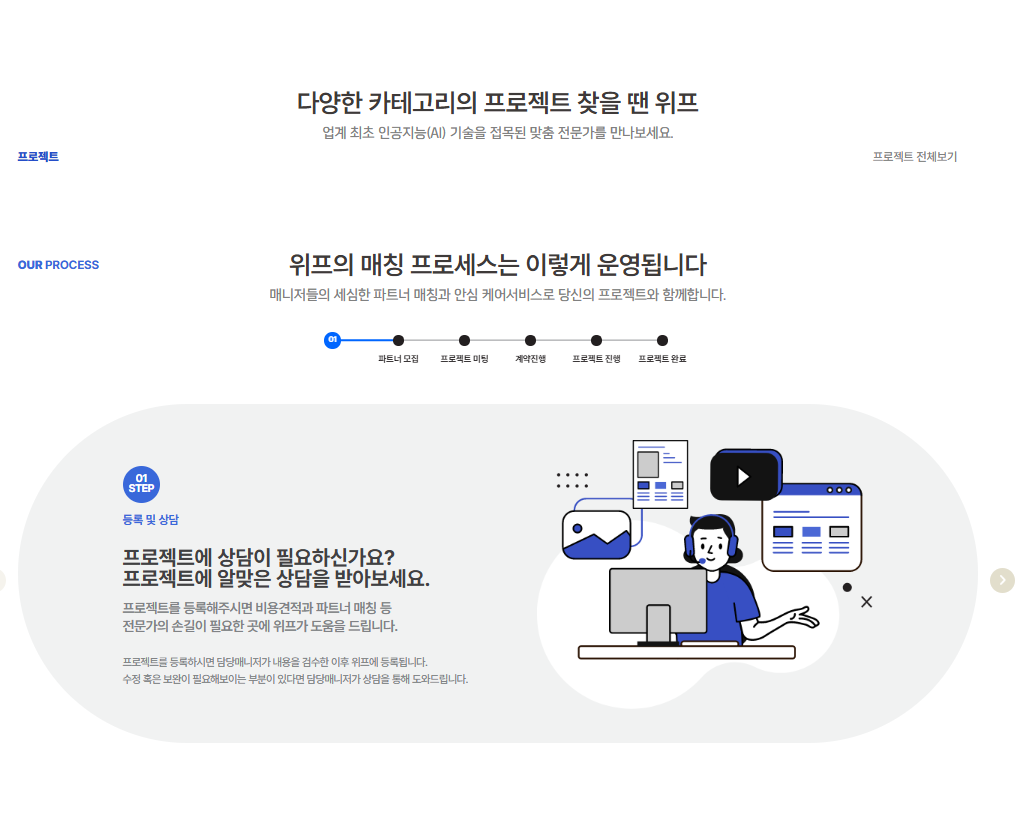 다양한 카테고리의 프로젝트 찾을 땐 위프
업계 최초 인공지능(AI) 기술을 접목된 맞춤 전문가를 만나보세요.
프로젝트
프로젝트 전체보기
OUR PROCESS
위프의 매칭 프로세스는 이렇게 운영됩니다
매니저들의 세심한 파트너 매칭과 안심 케어서비스로 당신의 프로젝트와 함께합니다.
01
파트너 모집
프로젝트 미팅
계약진행
프로젝트 진행
프로젝트 완료
01
STEP
등록 및 상담
프로젝트에 상담이 필요하신가요?
프로젝트에 알맞은 상담을 받아보세요.
프로젝트를 등록해주시면 비용견적과 파트너 매칭 등
전문가의 손길이 필요한 곳에 위프가 도움을 드립니다.
프로젝트를 등록하시면 담당매니저가 내용을 검수한 이후 위프에 등록됩니다.
수정 혹은 보완이 필요해보이는 부분이 있다면 담당매니저가 상담을 통해 도와드립니다.